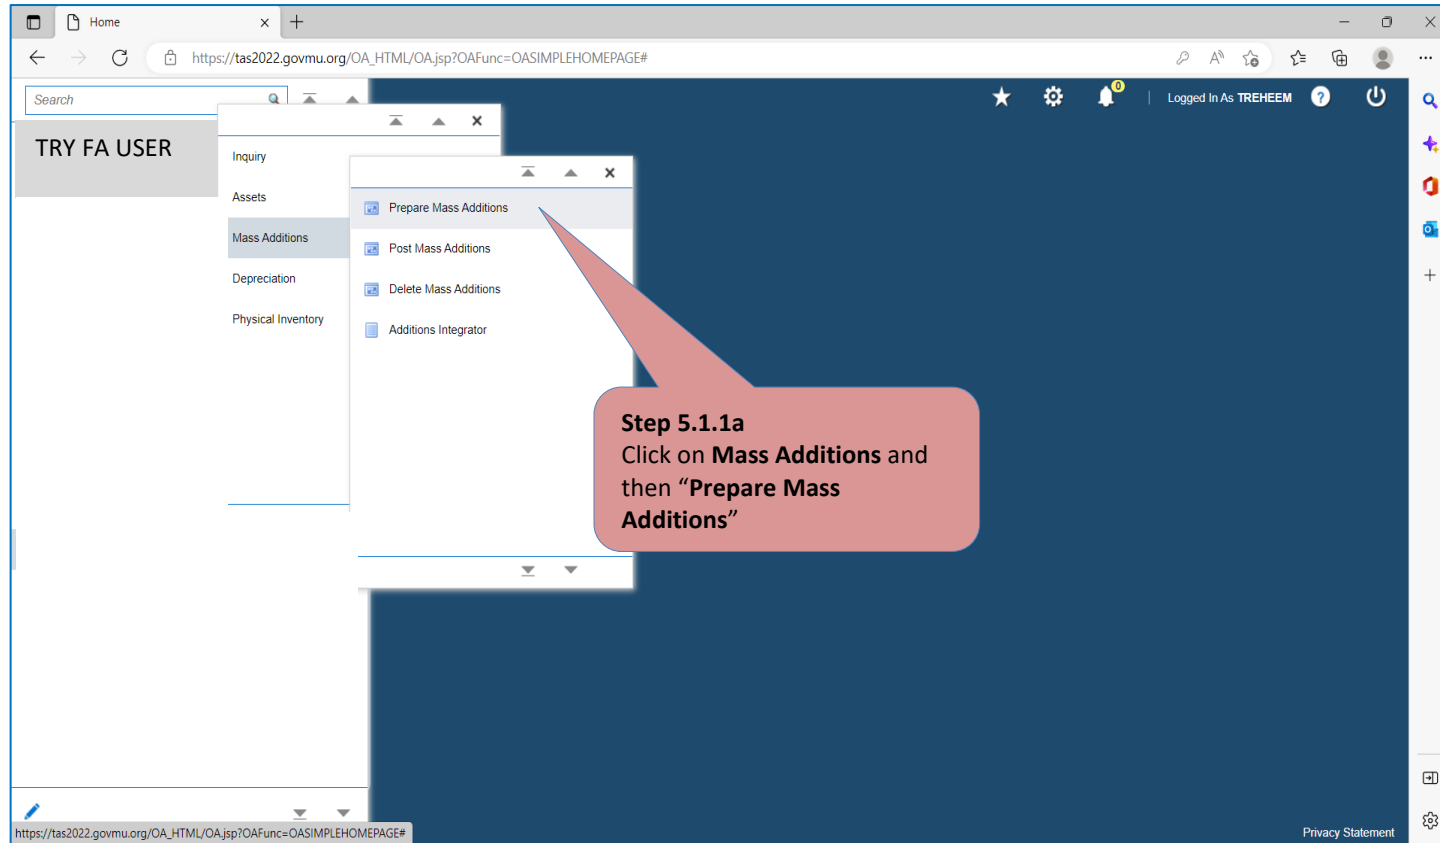 Home
https://tas2022.govmu.org/OA_HTML/OA.jsp?OAFunc=OASIMPLEHOMEPAGE#
Search
0
Logged In As TREHEEM
?
TRY FA USER
Inquiry
Assets
Mass Additions
Depreciation
Physical Inventory
Prepare Mass Additions
Post Mass Additions
Delete Mass Additions
Additions Integrator
Step 5.1.1a
Click on Mass Additions and
then “Prepare Mass
Additions”
https://tas2022.govmu.org/OA_HTML/OA.jsp?OAFunc=OASIMPLEHOMEPAGE#
Privacy Statement